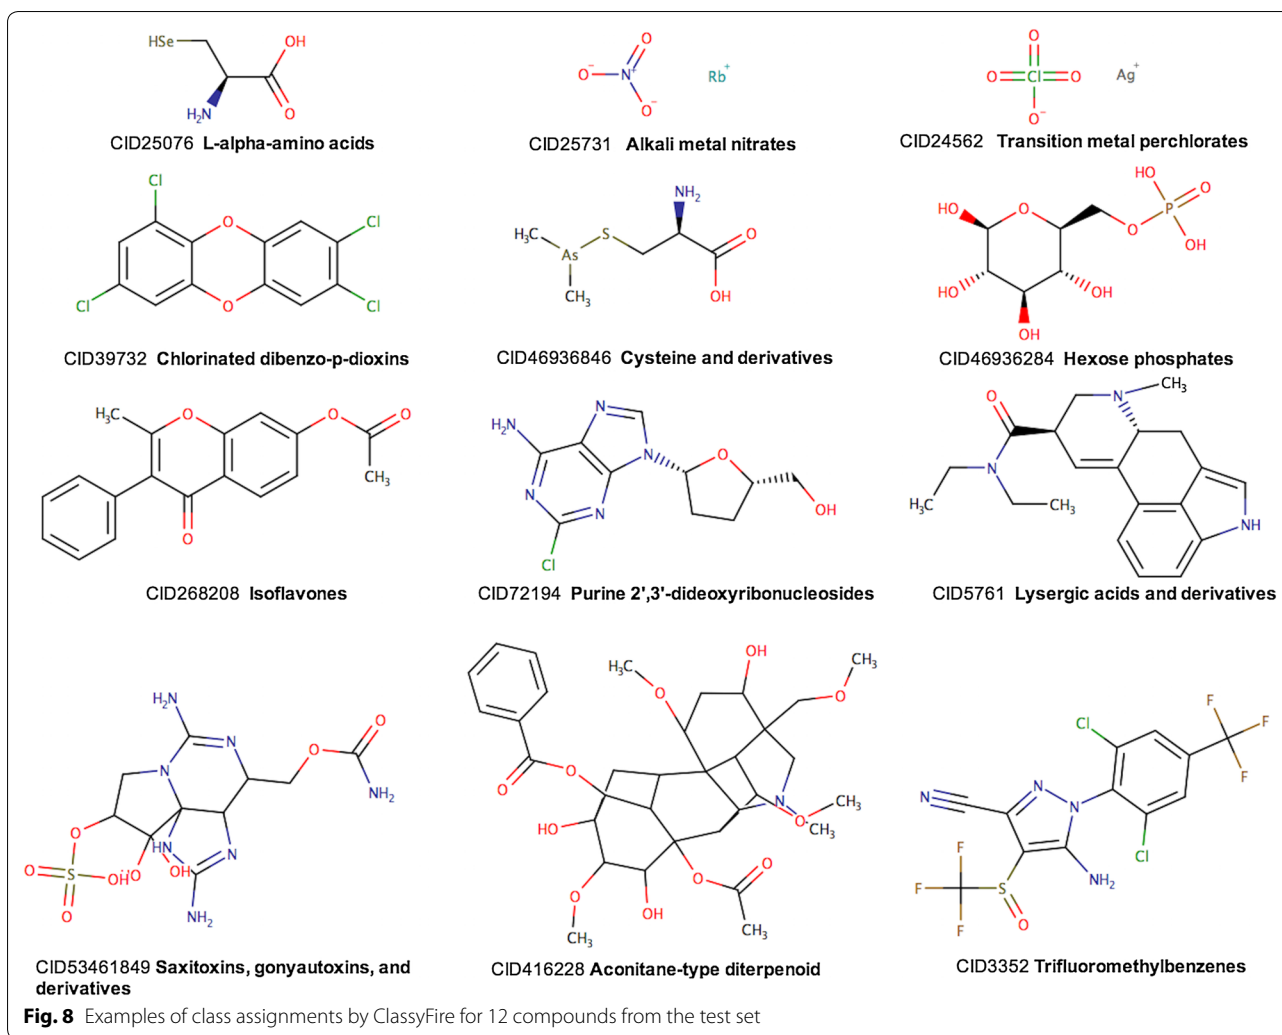 HSe OH O H₂N
O O⁻ N⁺ O⁻ Rb⁺
O O Cl O O⁻ Ag⁺
CID25076 L-alpha-amino acids
CID25731 Alkali metal nitrates
CID24562 Transition metal perchlorates
Cl O Cl Cl O Cl
NH₂ H₃C S As O CH₃ OH
HO O HO P O O OH HO OH OH
CID39732 Chlorinated dibenzo-p-dioxins
CID46936846 Cysteine and derivatives
CID46936284 Hexose phosphates
H₃C O O O CH₃ O
H₂N N N N N O OH Cl
O N CH₃ N H₃C CH₃ NH
CID268208 Isoflavones
CID72194 Purine 2',3'-dideoxyribonucleosides
CID5761 Lysergic acids and derivatives
H₂N N O O N NH₂ O HN N O S OH HO OH O NH₂
OH H₃C O O CH₃ O O N O CH₃ CH₃ HO O O O OH CH₃ CH₃
F F Cl F N N N F Cl F S NH₂ F O
CID53461849 Saxitoxins, gonyautoxins, and
derivatives
CID416228 Aconitane-type diterpenoid
CID3352 Trifluoromethylbenzenes
Fig. 8 Examples of class assignments by ClassyFire for 12 compounds from the test set